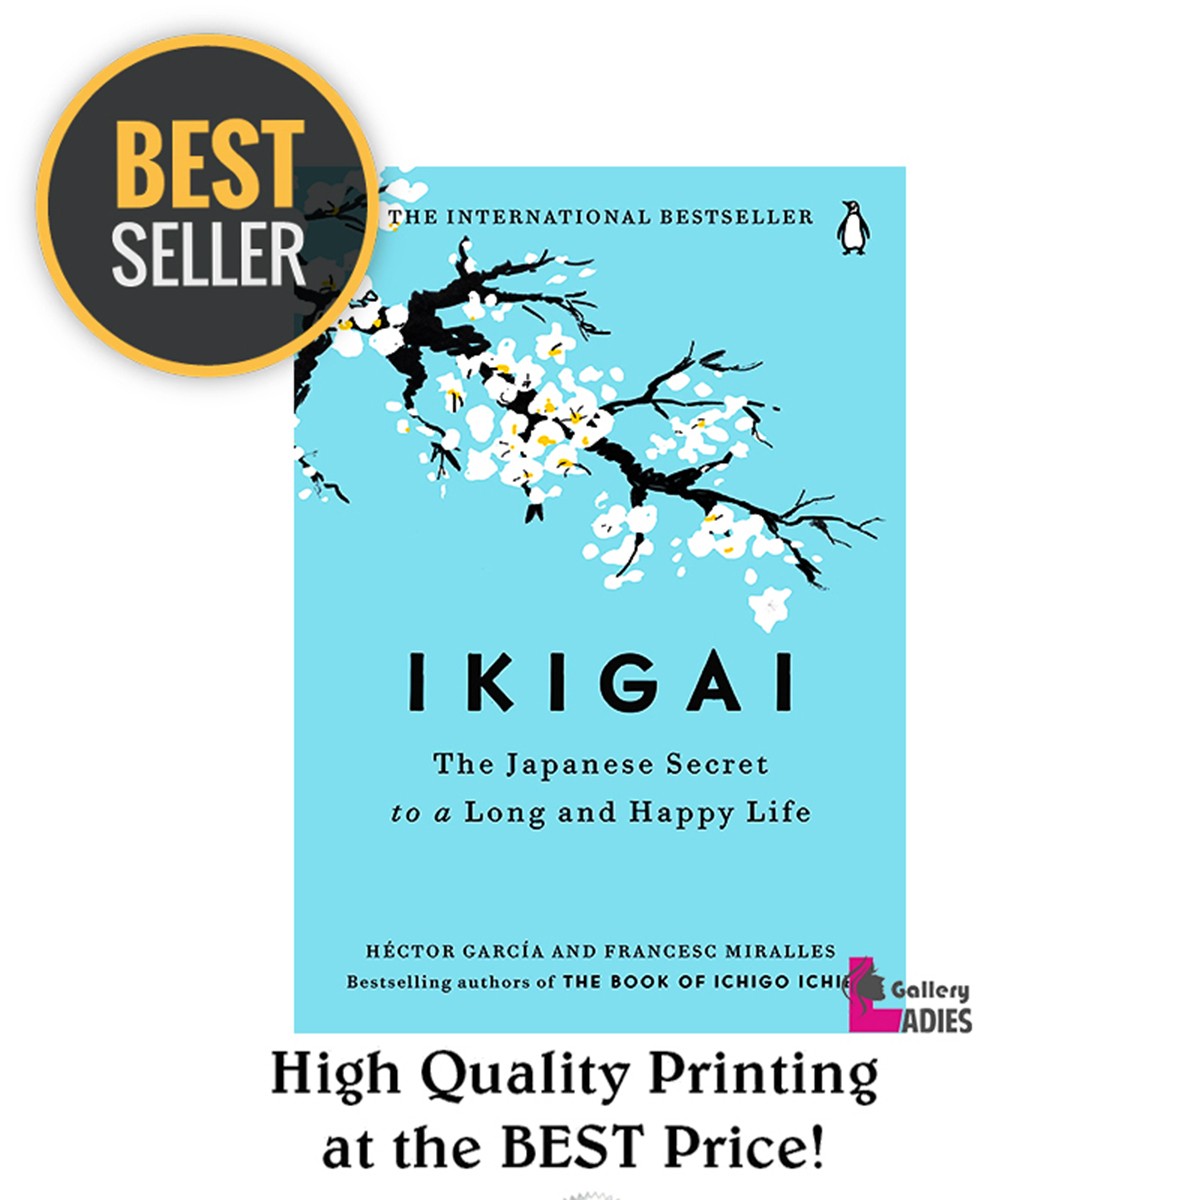 BEST
SELLER
THE INTERNATIONAL BESTSELLER
IKIGAI
The Japanese Secret
to a Long and Happy Life
HÉCTOR GARCÍA AND FRANCESC MIRALLES
Bestselling authors of THE BOOK OF ICHIGO ICHIE
Gallery
LADIES
High Quality Printing
at the BEST Price!